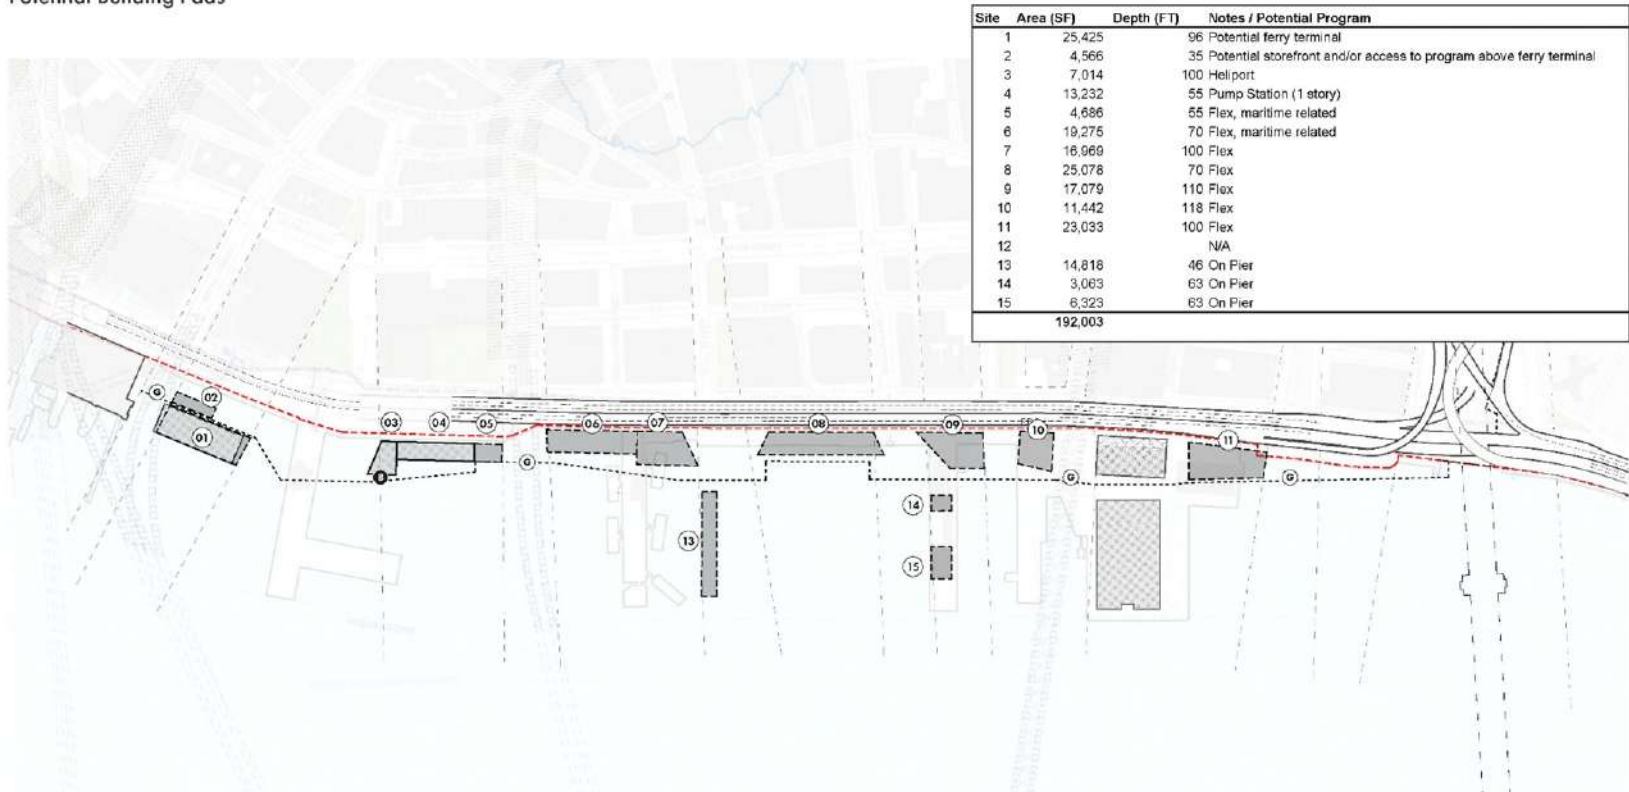 Potential Building Pads
Site Area (SF) Depth (FT) Notes / Potential Program
1 25,425 96 Potential ferry terminal
2 4,566 35 Potential storefront and/or access to program above ferry terminal
3 7,014 100 Heliport
4 13,232 55 Pump Station (1 story)
5 4,686 55 Flex, maritime related
6 19,275 70 Flex, maritime related
7 16,969 100 Flex
8 25,078 70 Flex
9 17,079 110 Flex
10 11,442 118 Flex
11 23,033 100 Flex
12 N/A
13 14,818 46 On Pier
14 3,063 63 On Pier
15 6,323 63 On Pier
192,003
G
02
01
03
04
05
06
07
08
09
10
11
G
G
G
13
14
15